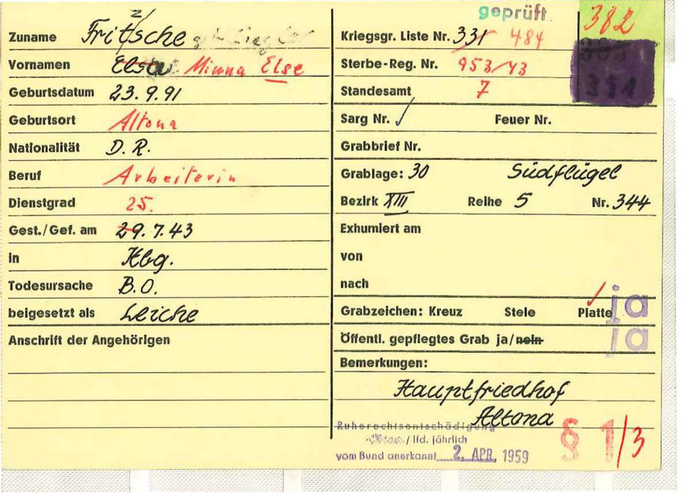 Zuname Fritzsche
Vornamen Elsa Minna Else
Geburtsdatum 23.9.91
Geburtsort Altona
Nationalität D.R.
Beruf Arbeiterin
Dienstgrad 25.
Gest./Gef. am 29.7.43
in Hbg.
Todesursache B.O.
beigesetzt als Leiche
Anschrift der Angehörigen
geprüft
382
Kriegsgr. Liste Nr. 331 484
Sterbe-Reg. Nr. 953/43
Standesamt 7
381
Sarg Nr. ✓ Feuer Nr.
Grabbrief Nr.
Grablage: 30 Südflügel
Bezirk XIII Reihe 5 Nr. 344
Exhumiert am
von
nach
Grabzeichen: Kreuz Stele Platte ja
Öffentl. gepflegtes Grab ja/nein ja
Bemerkungen:
Hauptfriedhof
Altona
Ruherechtsentschädigung
/ lfd. jährlich
vom Bund anerkannt 2. APR. 1959
§ 1/3